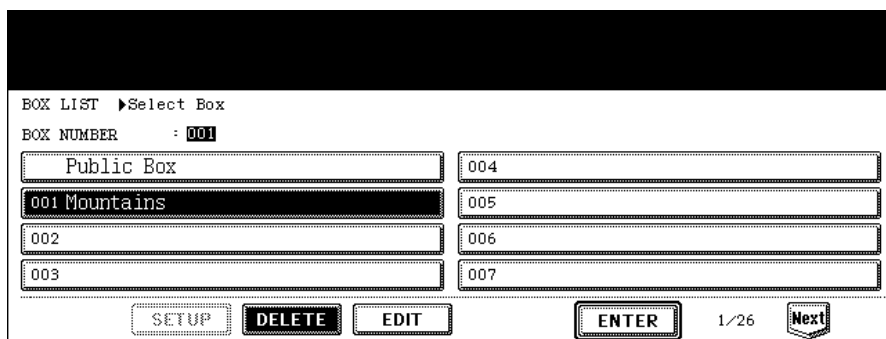 BOX LIST ▶Select Box
BOX NUMBER : 001
Public Box
004
001 Mountains
005
002
006
003
007
SETUP DELETE EDIT ENTER 1/26 Next